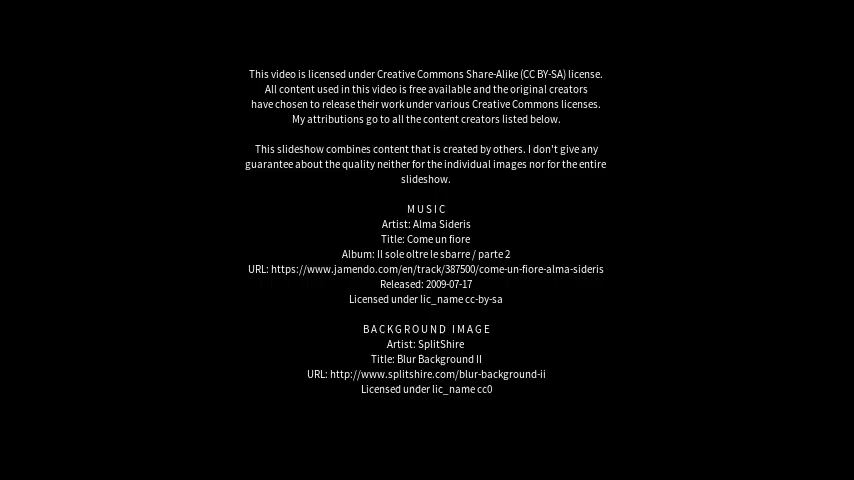 This video is licensed under Creative Commons Share-Alike (CC BY-SA) license.
All content used in this video is free available and the original creators
have chosen to release their work under various Creative Commons licenses.
My attributions go to all the content creators listed below.
This slideshow combines content that is created by others. I don't give any
guarantee about the quality neither for the individual images nor for the entire
slideshow.
MUSIC
Artist: Alma Sideris
Title: Come un fiore
Album: Il sole oltre le sbarre / parte 2
URL: https://www.jamendo.com/en/track/387500/come-un-fiore-alma-sideris
Released: 2009-07-17
Licensed under lic_name cc-by-sa
BACKGROUND IMAGE
Artist: SplitShire
Title: Blur Background II
URL: http://www.splitshire.com/blur-background-ii
Licensed under lic_name cc0